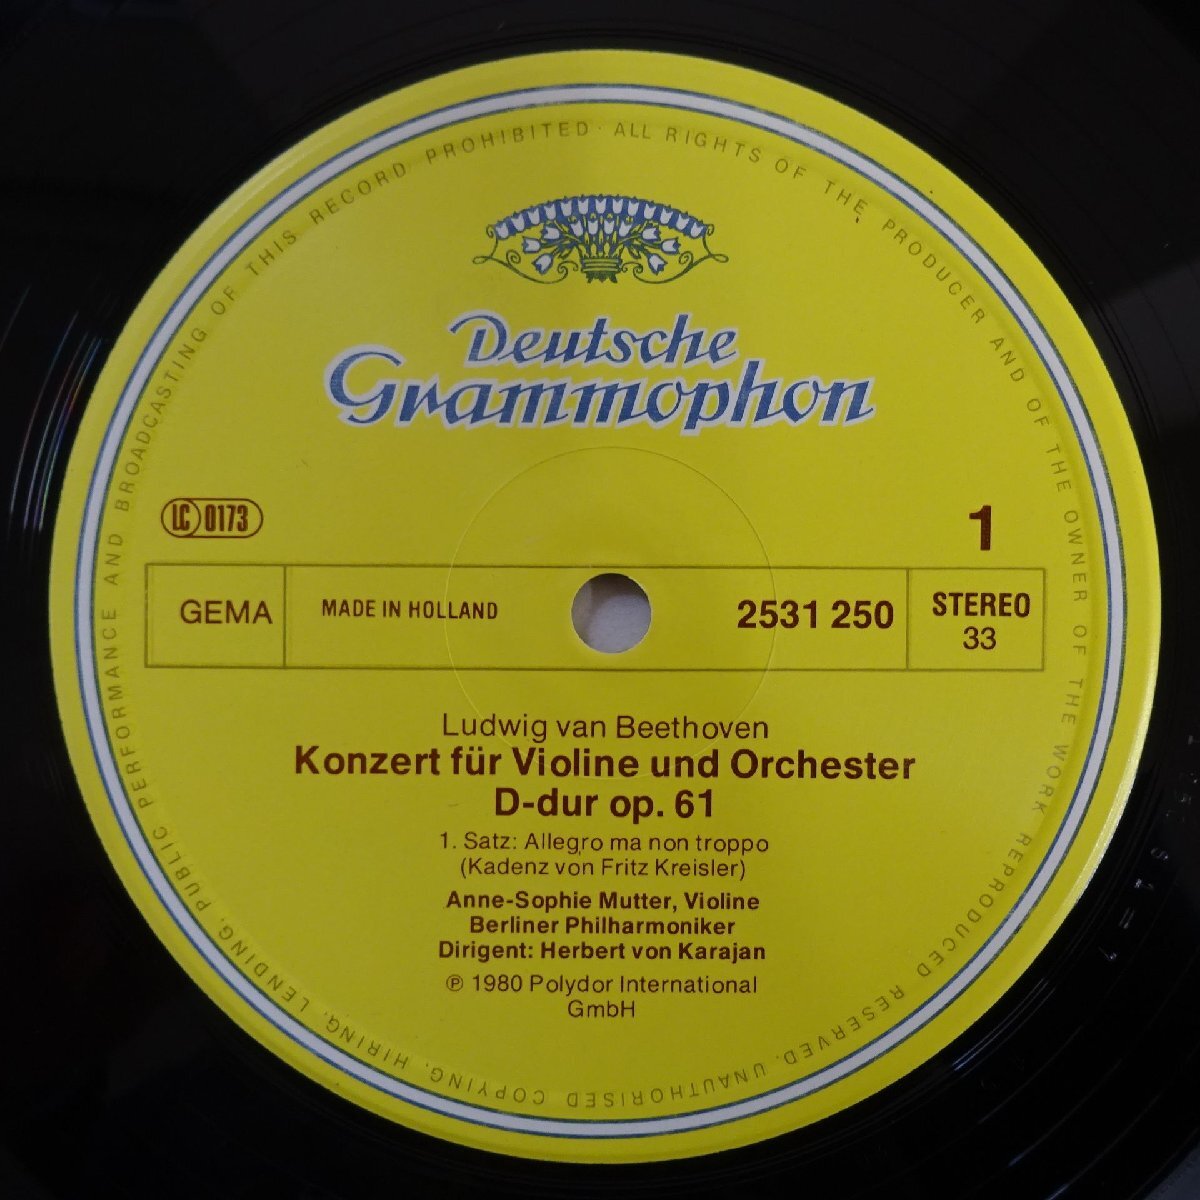 ALL RIGHTS OF THE PRODUCER AND OF THE OWNER OF THE WORK REPRODUCED RESERVED. UNAUTHORISED COPYING, HIRING, LENDING, PUBLIC PERFORMANCE AND BROADCASTING OF THIS RECORD PROHIBITED ·
Deutsche
Grammophon
LC 0173
1
GEMA
MADE IN HOLLAND
2531 250
STEREO
33
Ludwig van Beethoven
Konzert für Violine und Orchester
D-dur op. 61
1. Satz: Allegro ma non troppo
(Kadenz von Fritz Kreisler)
Anne-Sophie Mutter, Violine
Berliner Philharmoniker
Dirigent: Herbert von Karajan
℗ 1980 Polydor International
GmbH